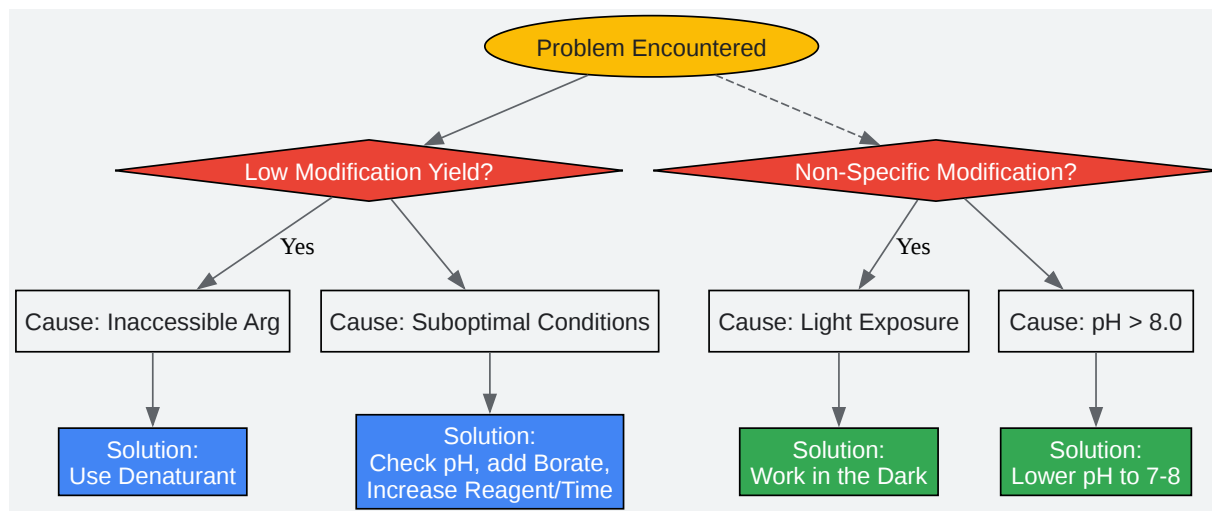 Problem Encountered
Low Modification Yield?
Non-Specific Modification?
Yes
Yes
Cause: Inaccessible Arg
Cause: Suboptimal Conditions
Cause: Light Exposure
Cause: pH > 8.0
Solution:
Use Denaturant
Solution:
Check pH, add Borate,
Increase Reagent/Time
Solution:
Work in the Dark
Solution:
Lower pH to 7-8